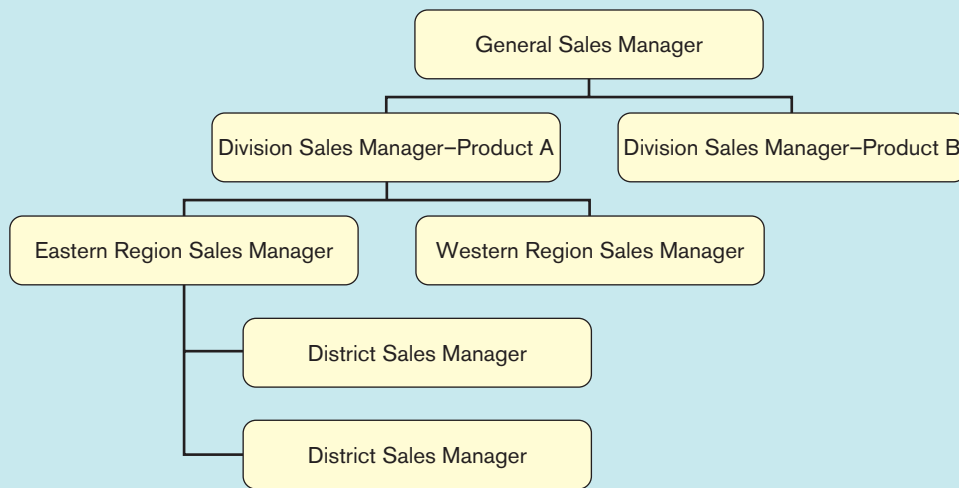 General Sales Manager
Division Sales Manager–Product A
Division Sales Manager–Product B
Eastern Region Sales Manager
Western Region Sales Manager
District Sales Manager
District Sales Manager